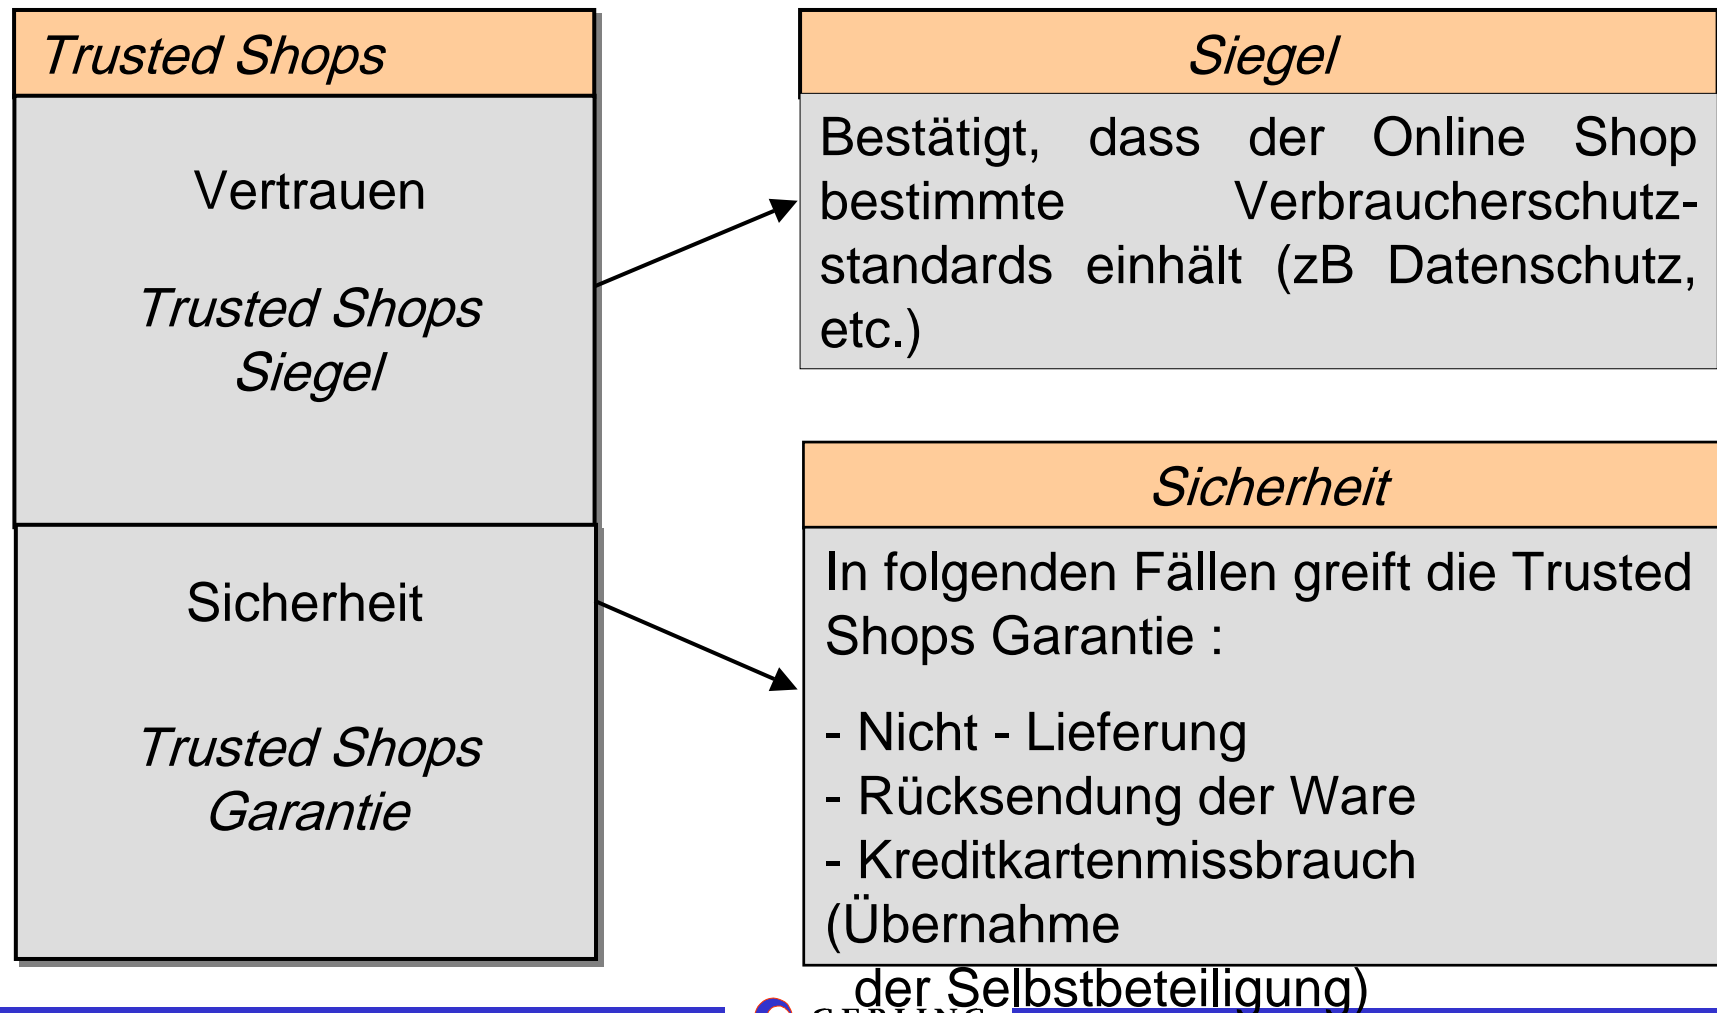 Trusted Shops
Vertrauen
Trusted Shops
Siegel
Sicherheit
Trusted Shops
Garantie
Siegel
Bestätigt, dass der Online Shop
bestimmte Verbraucherschutz-
standards einhält (zB Datenschutz,
etc.)
Sicherheit
In folgenden Fällen greift die Trusted
Shops Garantie :
- Nicht - Lieferung
- Rücksendung der Ware
- Kreditkartenmissbrauch
(Übernahme
der Selbstbeteiligung)
GERLING